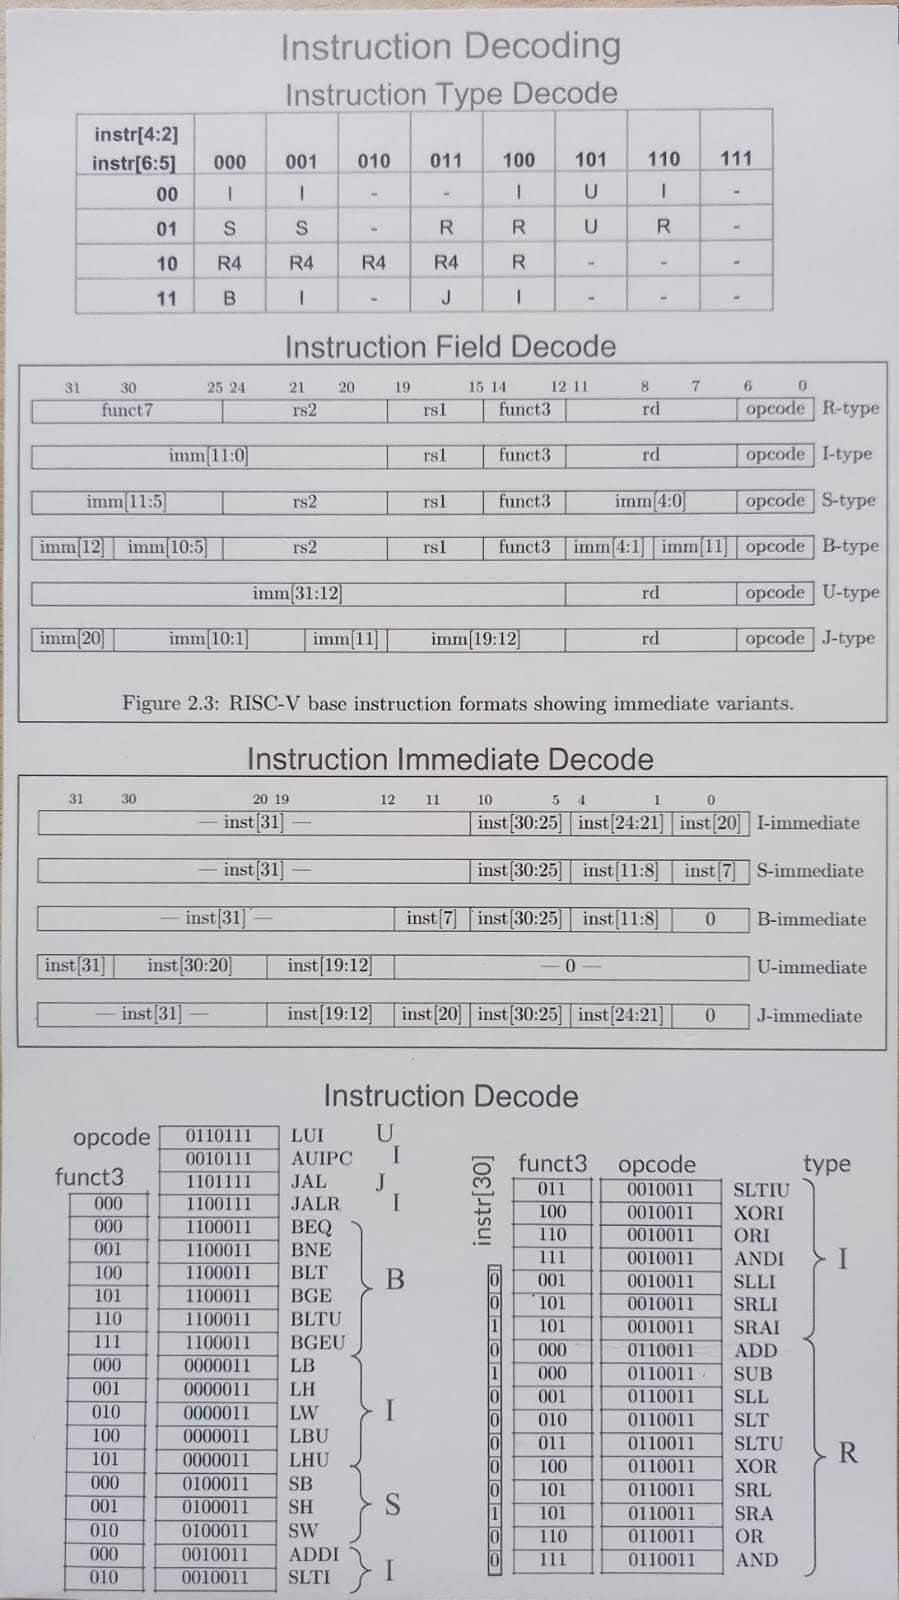 Instruction Decoding
Instruction Type Decode
instr[4:2]
instr[6:5] 000 001 010 011 100 101 110 111
00 I I - - I U I -
01 S S - R R U R -
10 R4 R4 R4 R4 R - - -
11 B I - J I - - -
Instruction Field Decode
31 30 25 24 21 20 19 15 14 12 11 8 7 6 0
funct7 rs2 rs1 funct3 rd opcode R-type
imm[11:0] rs1 funct3 rd opcode I-type
imm[11:5] rs2 rs1 funct3 imm[4:0] opcode S-type
imm[12] imm[10:5] rs2 rs1 funct3 imm[4:1] imm[11] opcode B-type
imm[31:12] rd opcode U-type
imm[20] imm[10:1] imm[11] imm[19:12] rd opcode J-type
Figure 2.3: RISC-V base instruction formats showing immediate variants.
Instruction Immediate Decode
31 30 20 19 12 11 10 5 4 1 0
— inst[31] — inst[30:25] inst[24:21] inst[20] I-immediate
— inst[31] — inst[30:25] inst[11:8] inst[7] S-immediate
— inst[31] — inst[7] inst[30:25] inst[11:8] 0 B-immediate
inst[31] inst[30:20] inst[19:12] — 0 — U-immediate
— inst[31] — inst[19:12] inst[20] inst[30:25] inst[24:21] 0 J-immediate
Instruction Decode
opcode 0110111 LUI U
0010111 AUIPC I
funct3 1101111 JAL J
000 1100111 JALR I
000 1100011 BEQ
001 1100011 BNE
100 1100011 BLT B
101 1100011 BGE
110 1100011 BLTU
111 1100011 BGEU
000 0000011 LB
001 0000011 LH
010 0000011 LW I
100 0000011 LBU
101 0000011 LHU
000 0100011 SB
001 0100011 SH S
010 0100011 SW
000 0010011 ADDI I
010 0010011 SLTI
instr[30] funct3 opcode type
011 0010011 SLTIU
100 0010011 XORI
110 0010011 ORI
111 0010011 ANDI I
0 001 0010011 SLLI
0 101 0010011 SRLI
1 101 0010011 SRAI
0 000 0110011 ADD
1 000 0110011 SUB
0 001 0110011 SLL
0 010 0110011 SLT
0 011 0110011 SLTU R
0 100 0110011 XOR
0 101 0110011 SRL
1 101 0110011 SRA
0 110 0110011 OR
0 111 0110011 AND